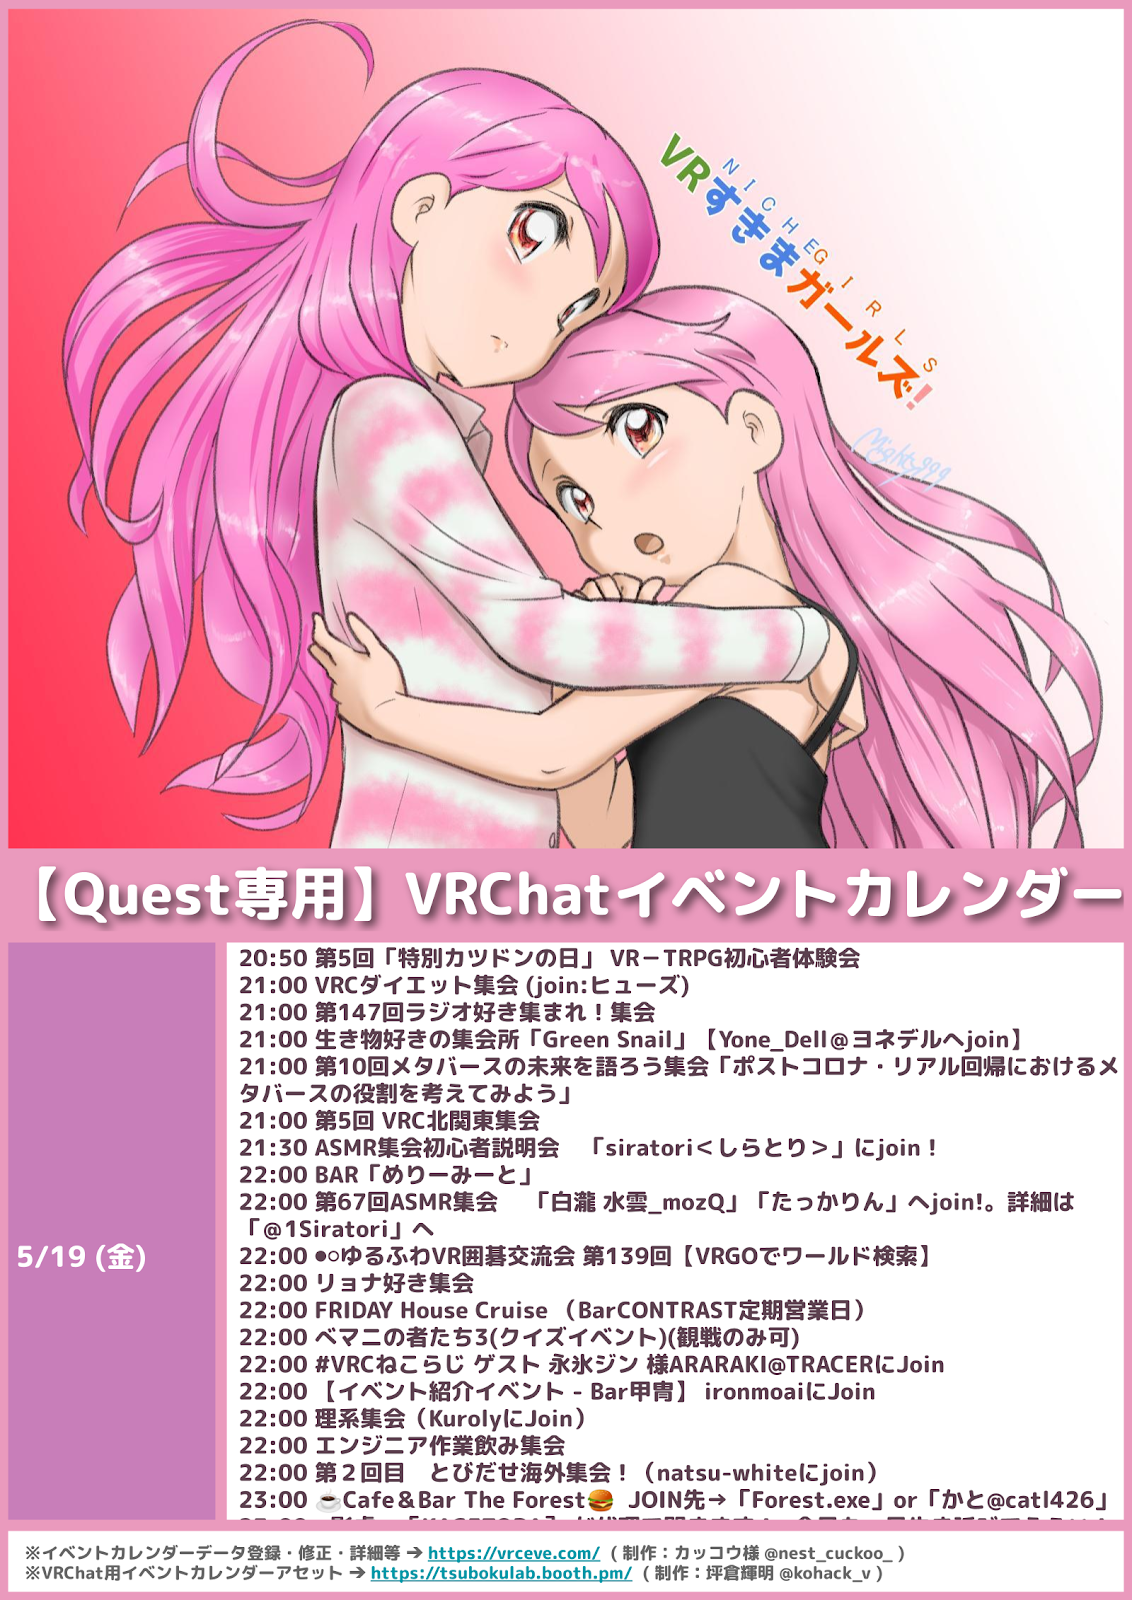 NICHE GIRLS
VRすきまガールズ!
Mighty999
【Quest専用】VRChatイベントカレンダー
5/19 (金)
20:50 第5回「特別カツドンの日」 VR－TRPG初心者体験会
21:00 VRCダイエット集会 (join:ヒューズ)
21:00 第147回ラジオ好き集まれ！集会
21:00 生き物好きの集会所「Green Snail」【Yone_Dell＠ヨネデルへjoin】
21:00 第10回メタバースの未来を語ろう集会「ポストコロナ・リアル回帰におけるメ
タバースの役割を考えてみよう」
21:00 第5回 VRC北関東集会
21:30 ASMR集会初心者説明会　「siratori＜しらとり＞」にjoin！
22:00 BAR「めりーみーと」
22:00 第67回ASMR集会　「白瀧 水雲_mozQ」「たっかりん」へjoin!。詳細は
「@1Siratori」へ
22:00 ●○ゆるふわVR囲碁交流会 第139回【VRGOでワールド検索】
22:00 リョナ好き集会
22:00 FRIDAY House Cruise （BarCONTRAST定期営業日）
22:00 ベマニの者たち3(クイズイベント)(観戦のみ可)
22:00 #VRCねこらじ ゲスト 永氷ジン 様ARARAKI@TRACERにJoin
22:00 【イベント紹介イベント - Bar甲冑】 ironmoaiにJoin
22:00 理系集会（KurolyにJoin）
22:00 エンジニア作業飲み集会
22:00 第２回目　とびだせ海外集会！（natsu-whiteにjoin）
23:00 ☕Cafe＆Bar The Forest🍔 JOIN先→「Forest.exe」or「かと@catl426」
※イベントカレンダーデータ登録・修正・詳細等 ➔ https://vrceve.com/ ( 制作：カッコウ様 @nest_cuckoo_ )
※VRChat用イベントカレンダーアセット ➔ https://tsubokulab.booth.pm/ ( 制作：坪倉輝明 @kohack_v )